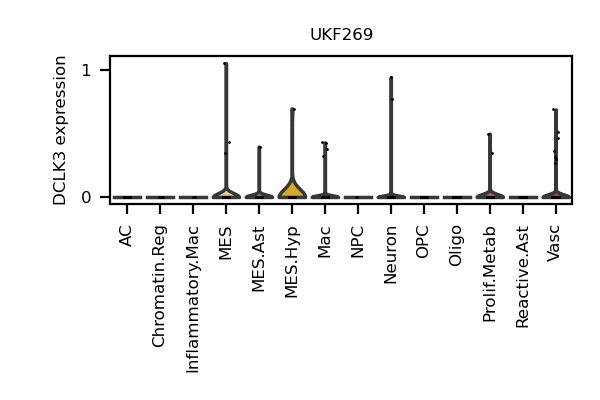 UKF269
DCLK3 expression
1
0
AC
Chromatin.Reg
Inflammatory.Mac
MES
MES.Ast
MES.Hyp
Mac
NPC
Neuron
OPC
Oligo
Prolif.Metab
Reactive.Ast
Vasc